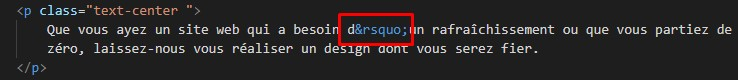 <p class="text-center ">
Que vous ayez un site web qui a besoin d&rsquo;un rafraîchissement ou que vous partiez de
zéro, laissez-nous vous réaliser un design dont vous serez fier.
</p>